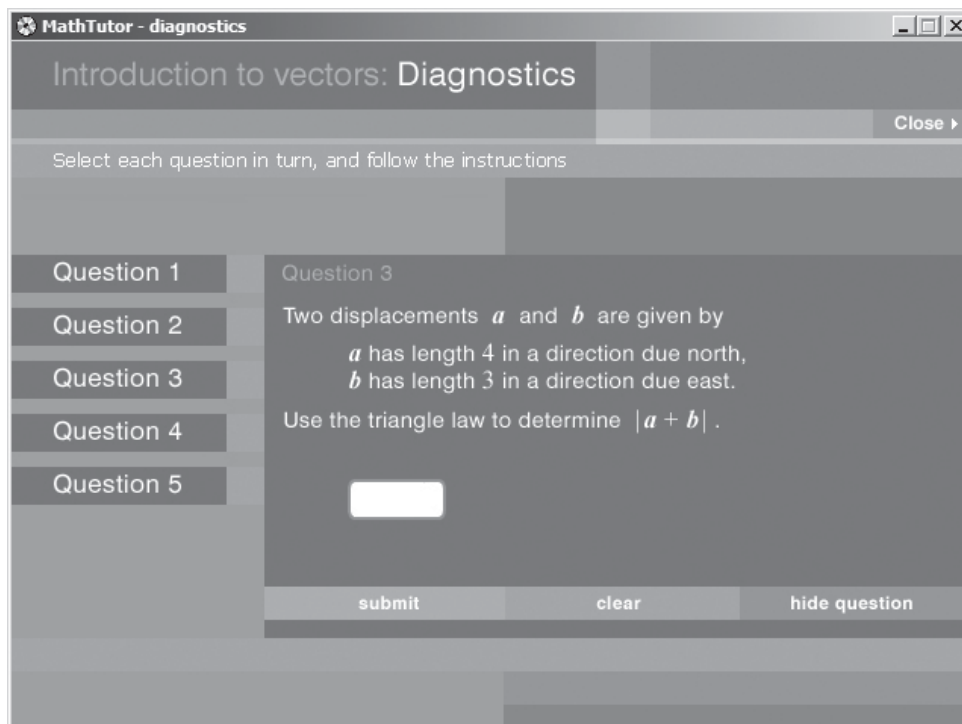 MathTutor - diagnostics
Introduction to vectors: Diagnostics
Close
Select each question in turn, and follow the instructions
Question 1
Question 2
Question 3
Question 4
Question 5
Question 3
Two displacements a and b are given by
a has length 4 in a direction due north,
b has length 3 in a direction due east.
Use the triangle law to determine |a + b| .
submit clear hide question